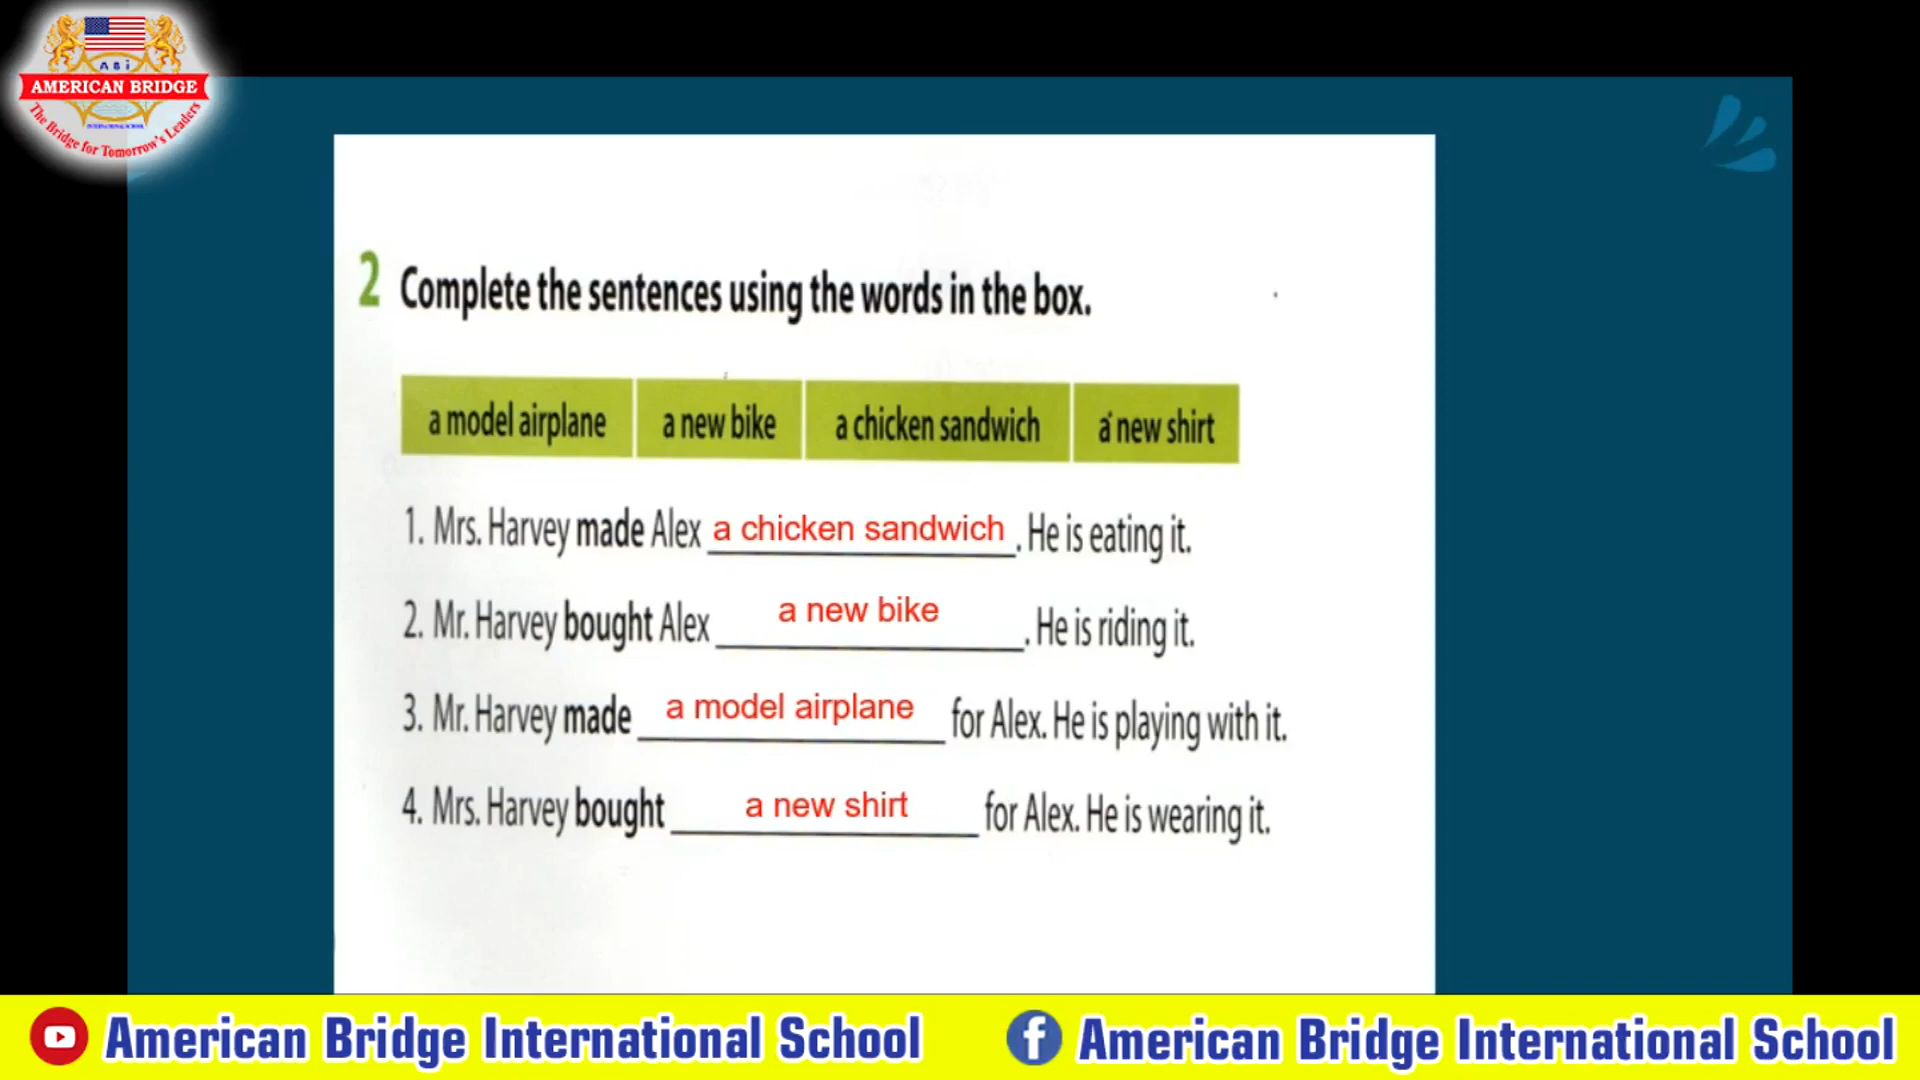 A B i
AMERICAN BRIDGE
INTERNATIONAL SCHOOL
The Bridge for Tomorrow's Leaders
2 Complete the sentences using the words in the box.
a model airplane a new bike a chicken sandwich a new shirt
1. Mrs. Harvey made Alex a chicken sandwich. He is eating it.
2. Mr. Harvey bought Alex a new bike. He is riding it.
3. Mr. Harvey made a model airplane for Alex. He is playing with it.
4. Mrs. Harvey bought a new shirt for Alex. He is wearing it.
American Bridge International School American Bridge International School